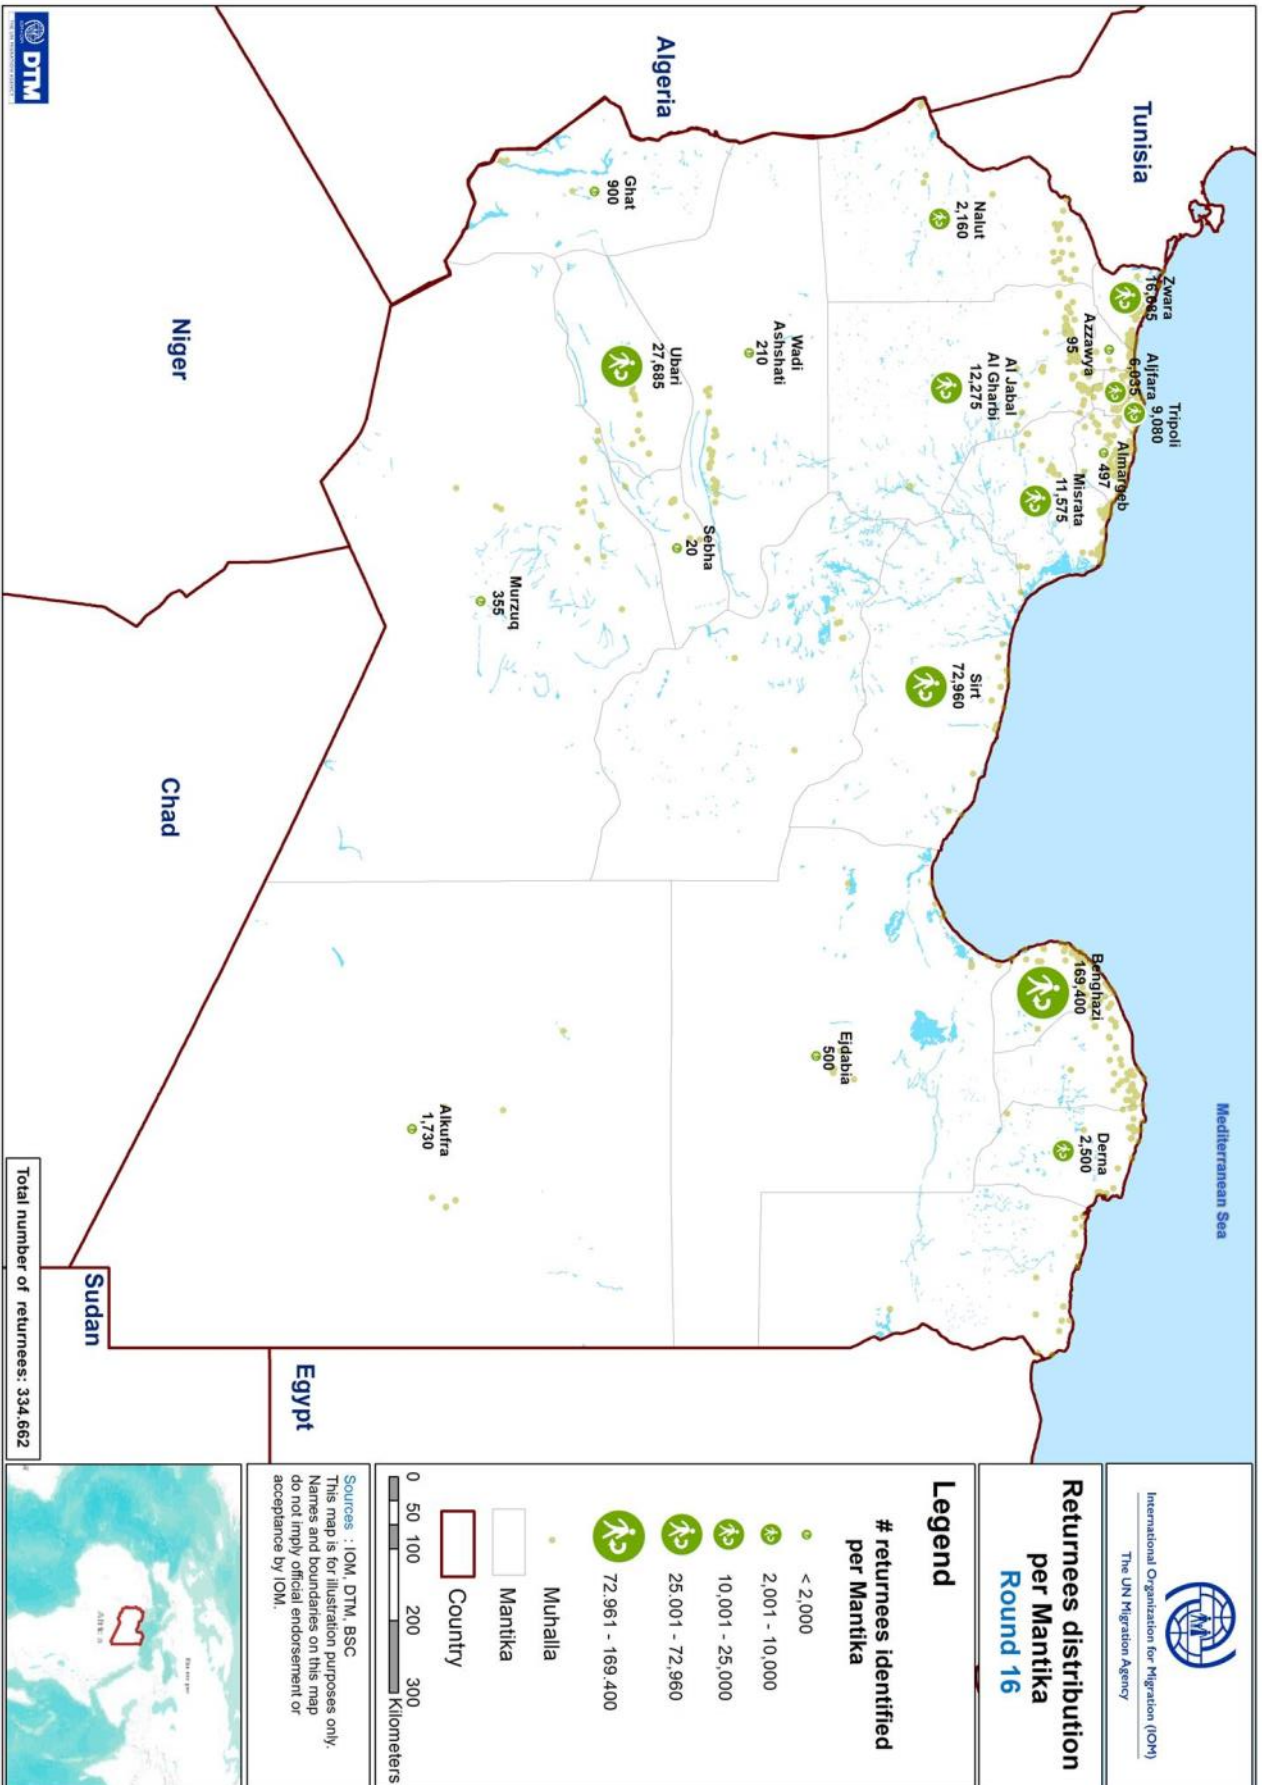 Tunisia
Mediterranean Sea
Zwara
16,685
Tripoli
9,080
Aljfara
6,035
Azzawya
95
Almargeb
497
Misrata
11,575
Nalut
2,160
Al Jabal
Al Gharbi
12,275
Sirt
72,960
Benghazi
169,400
Derna
2,500
Ejdabia
500
Algeria
Wadi
Ashshati
210
Ubari
27,685
Sebha
20
Ghat
900
Murzuq
355
Alkufra
1,730
Niger
Chad
Sudan
Egypt
DTM
Total number of returnees: 334.662
International Organization for Migration (IOM)
The UN Migration Agency
Returnees distribution
per Mantika
Round 16
Legend
# returnees identified
per Mantika
< 2,000
2,001 - 10,000
10,001 - 25,000
25.001 - 72,960
72.961 - 169.400
Muhalla
Mantika
Country
0 50 100 200 300
Kilometers
Sources : IOM, DTM, BSC
This map is for illustration purposes only.
Names and boundaries on this map
do not imply official endorsement or
acceptance by IOM.